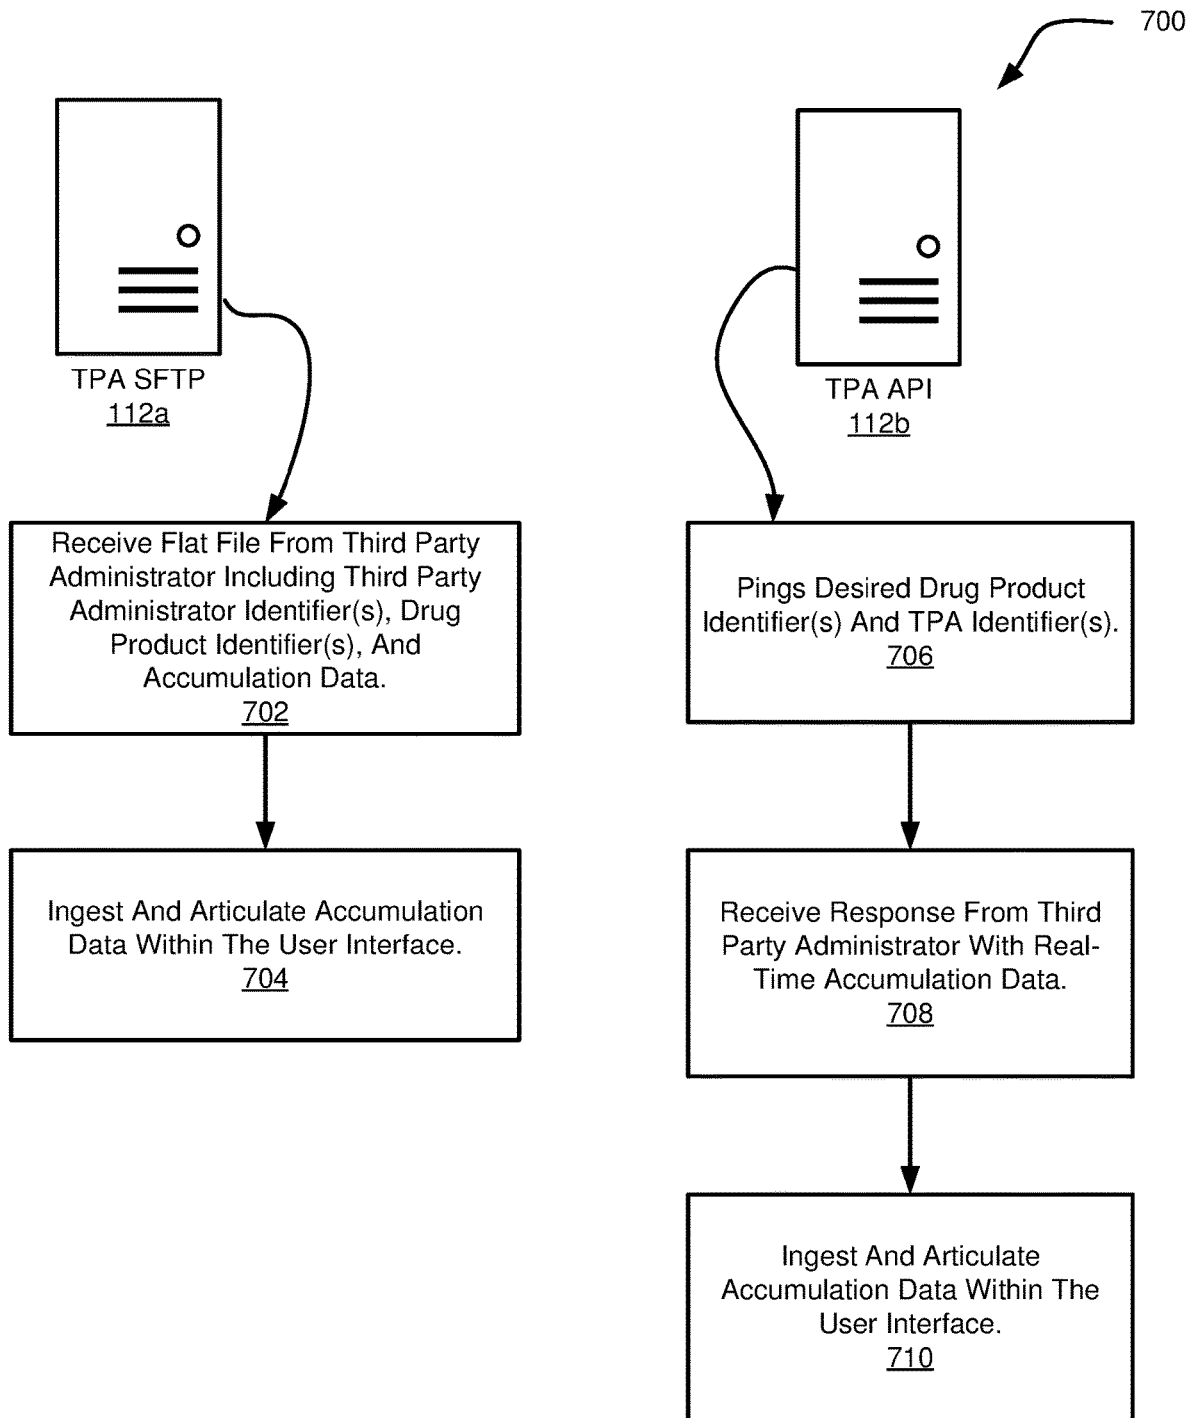 700
TPA SFTP
112a
TPA API
112b
Receive Flat File From Third Party
Administrator Including Third Party
Administrator Identifier(s), Drug
Product Identifier(s), And
Accumulation Data.
702
Ingest And Articulate Accumulation
Data Within The User Interface.
704
Pings Desired Drug Product
Identifier(s) And TPA Identifier(s).
706
Receive Response From Third
Party Administrator With Real-
Time Accumulation Data.
708
Ingest And Articulate
Accumulation Data Within The
User Interface.
710